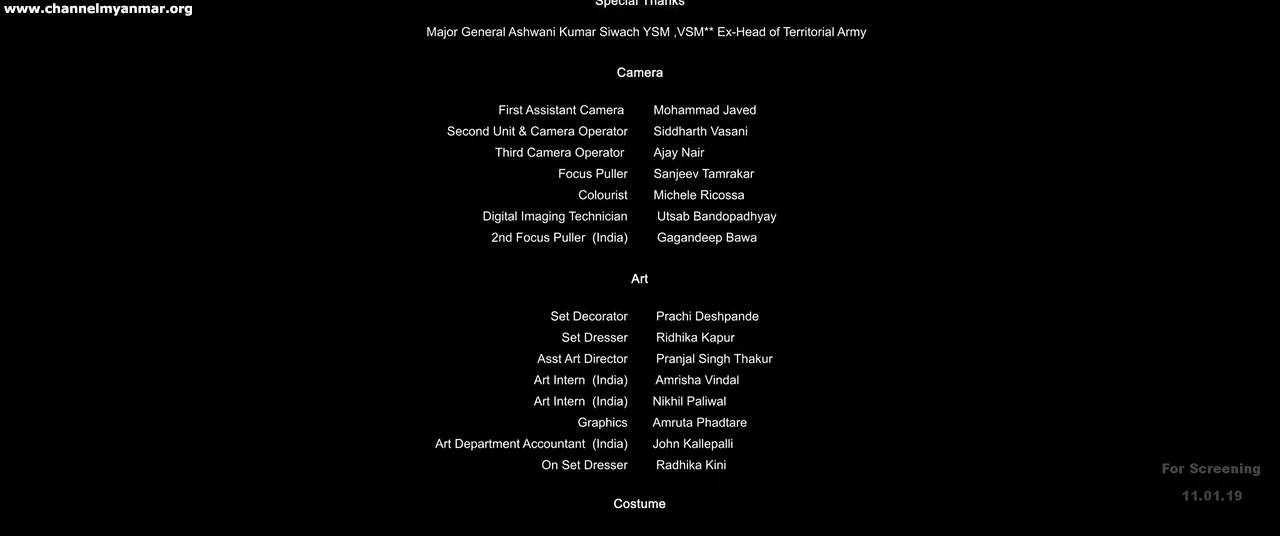 www.channelmyanmar.org
Special Thanks
Major General Ashwani Kumar Siwach YSM ,VSM** Ex-Head of Territorial Army
Camera
First Assistant Camera Mohammad Javed
Second Unit & Camera Operator Siddharth Vasani
Third Camera Operator Ajay Nair
Focus Puller Sanjeev Tamrakar
Colourist Michele Ricossa
Digital Imaging Technician Utsab Bandopadhyay
2nd Focus Puller (India) Gagandeep Bawa
Art
Set Decorator Prachi Deshpande
Set Dresser Ridhika Kapur
Asst Art Director Pranjal Singh Thakur
Art Intern (India) Amrisha Vindal
Art Intern (India) Nikhil Paliwal
Graphics Amruta Phadtare
Art Department Accountant (India) John Kallepalli
On Set Dresser Radhika Kini
For Screening
11.01.19
Costume